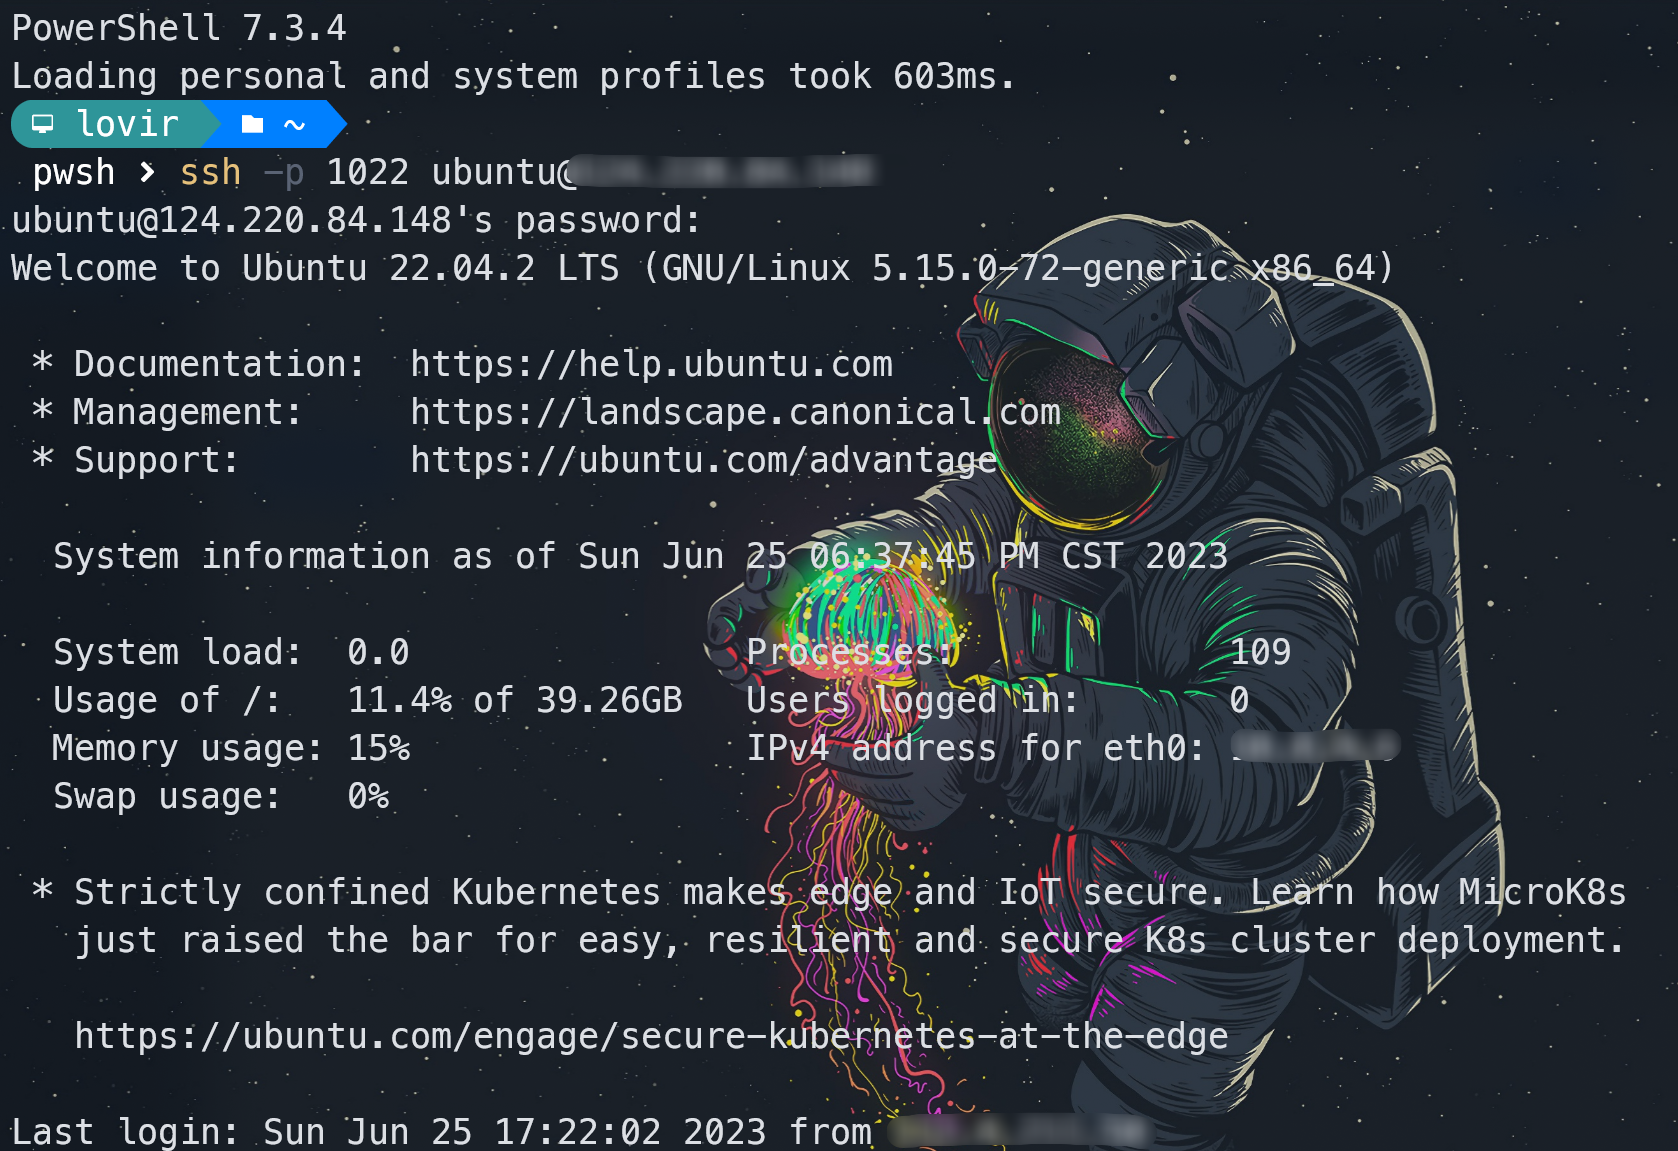 PowerShell 7.3.4
Loading personal and system profiles took 603ms.
lovir ~
pwsh ssh -p 1022 ubuntu@
ubuntu@124.220.84.148's password:
Welcome to Ubuntu 22.04.2 LTS (GNU/Linux 5.15.0-72-generic x86_64)
* Documentation: https://help.ubuntu.com
* Management: https://landscape.canonical.com
* Support: https://ubuntu.com/advantage
System information as of Sun Jun 25 06:37:45 PM CST 2023
System load: 0.0 Processes: 109
Usage of /: 11.4% of 39.26GB Users logged in: 0
Memory usage: 15% IPv4 address for eth0:
Swap usage: 0%
* Strictly confined Kubernetes makes edge and IoT secure. Learn how MicroK8s
just raised the bar for easy, resilient and secure K8s cluster deployment.
https://ubuntu.com/engage/secure-kubernetes-at-the-edge
Last login: Sun Jun 25 17:22:02 2023 from